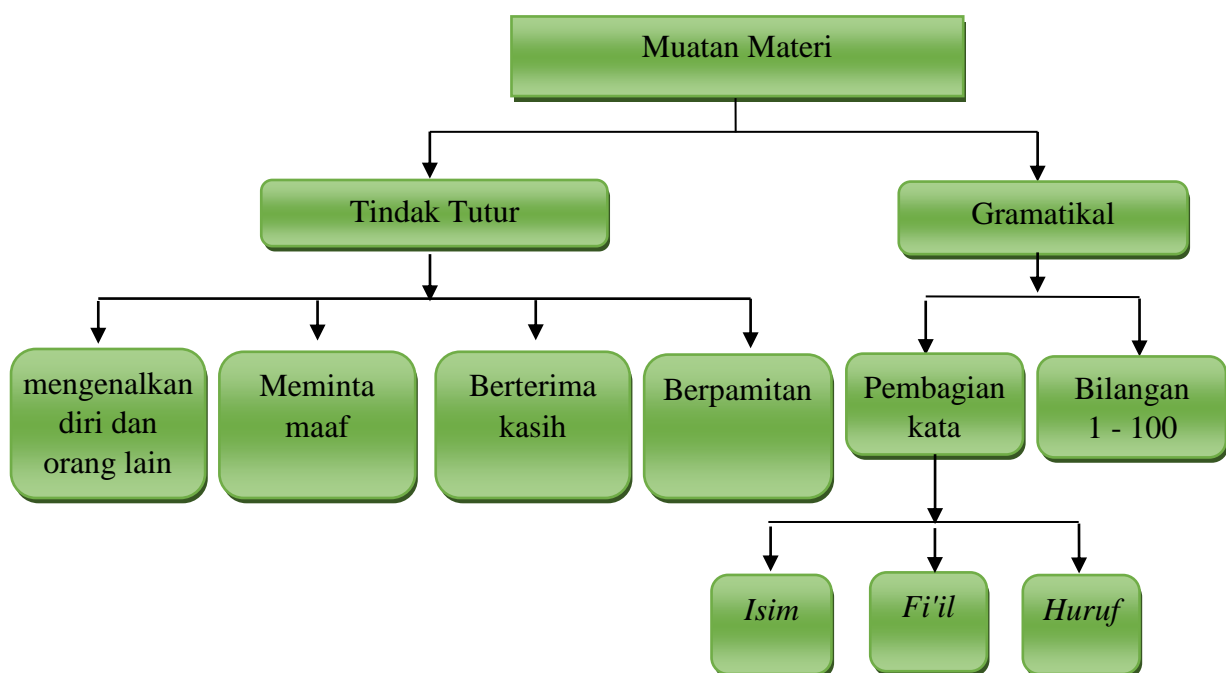 Muatan Materi
Tindak Tutur
Gramatikal
mengenalkan
diri dan
orang lain
Meminta
maaf
Berterima
kasih
Berpamitan
Pembagian
kata
Bilangan
1 - 100
Isim
Fi'il
Huruf